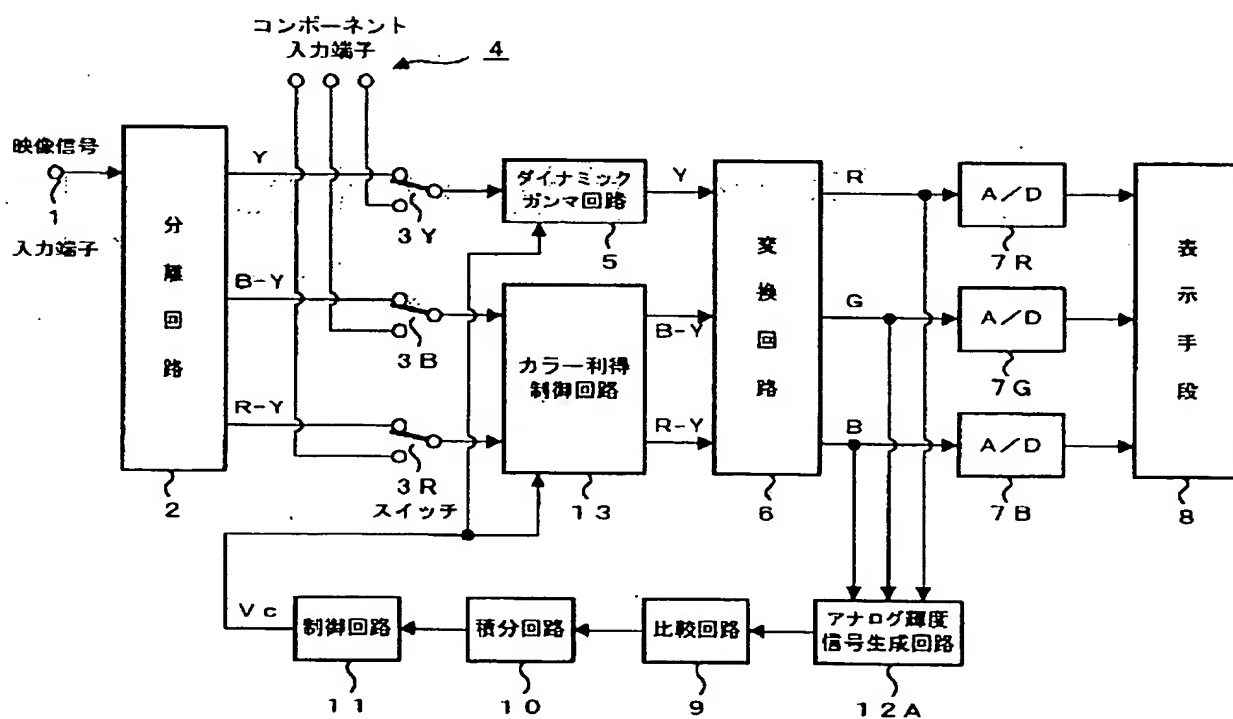 コンポーネント
入力端子
4
映像信号
1
入力端子
分離回路
2
Y
B-Y
R-Y
3Y
3B
3R
スイッチ
ダイナミック
ガンマ回路
5
カラー利得
制御回路
13
Y
B-Y
R-Y
変換回路
6
R
G
B
A/D
7R
A/D
7G
A/D
7B
表示手段
8
Vc
制御回路
11
積分回路
10
比較回路
9
アナログ輝度
信号生成回路
12A